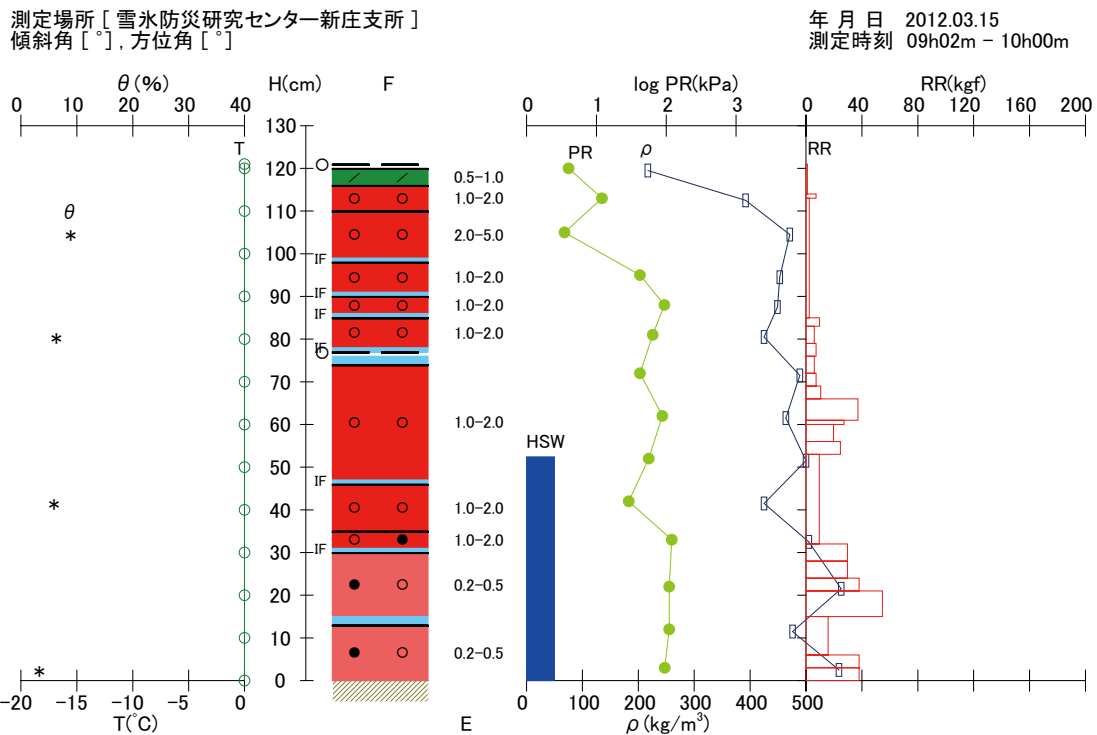 測定場所 [ 雪氷防災研究センター新庄支所 ]
年 月 日 2012.03.15
傾斜角 [ °] , 方位角 [ °]
測定時刻 09h02m − 10h00m
θ (%) H(cm) F log PR(kPa) RR(kgf)
0 10 20 30 40 0 1 2 3 0 40 80 120 160 200
130
T PR ρ RR
120 0.5-1.0
1.0-2.0
θ 110
2.0-5.0
* 100 IF
1.0-2.0
90 IF
1.0-2.0
IF
* 80 1.0-2.0
IF
70
60 1.0-2.0
HSW
50
IF
* 40 1.0-2.0
1.0-2.0
30 IF
20 0.2-0.5
10
0.2-0.5
*
0
−20 −15 −10 −5 0 0 100 200 300 400 500
T(°C) E ρ (kg/m³)